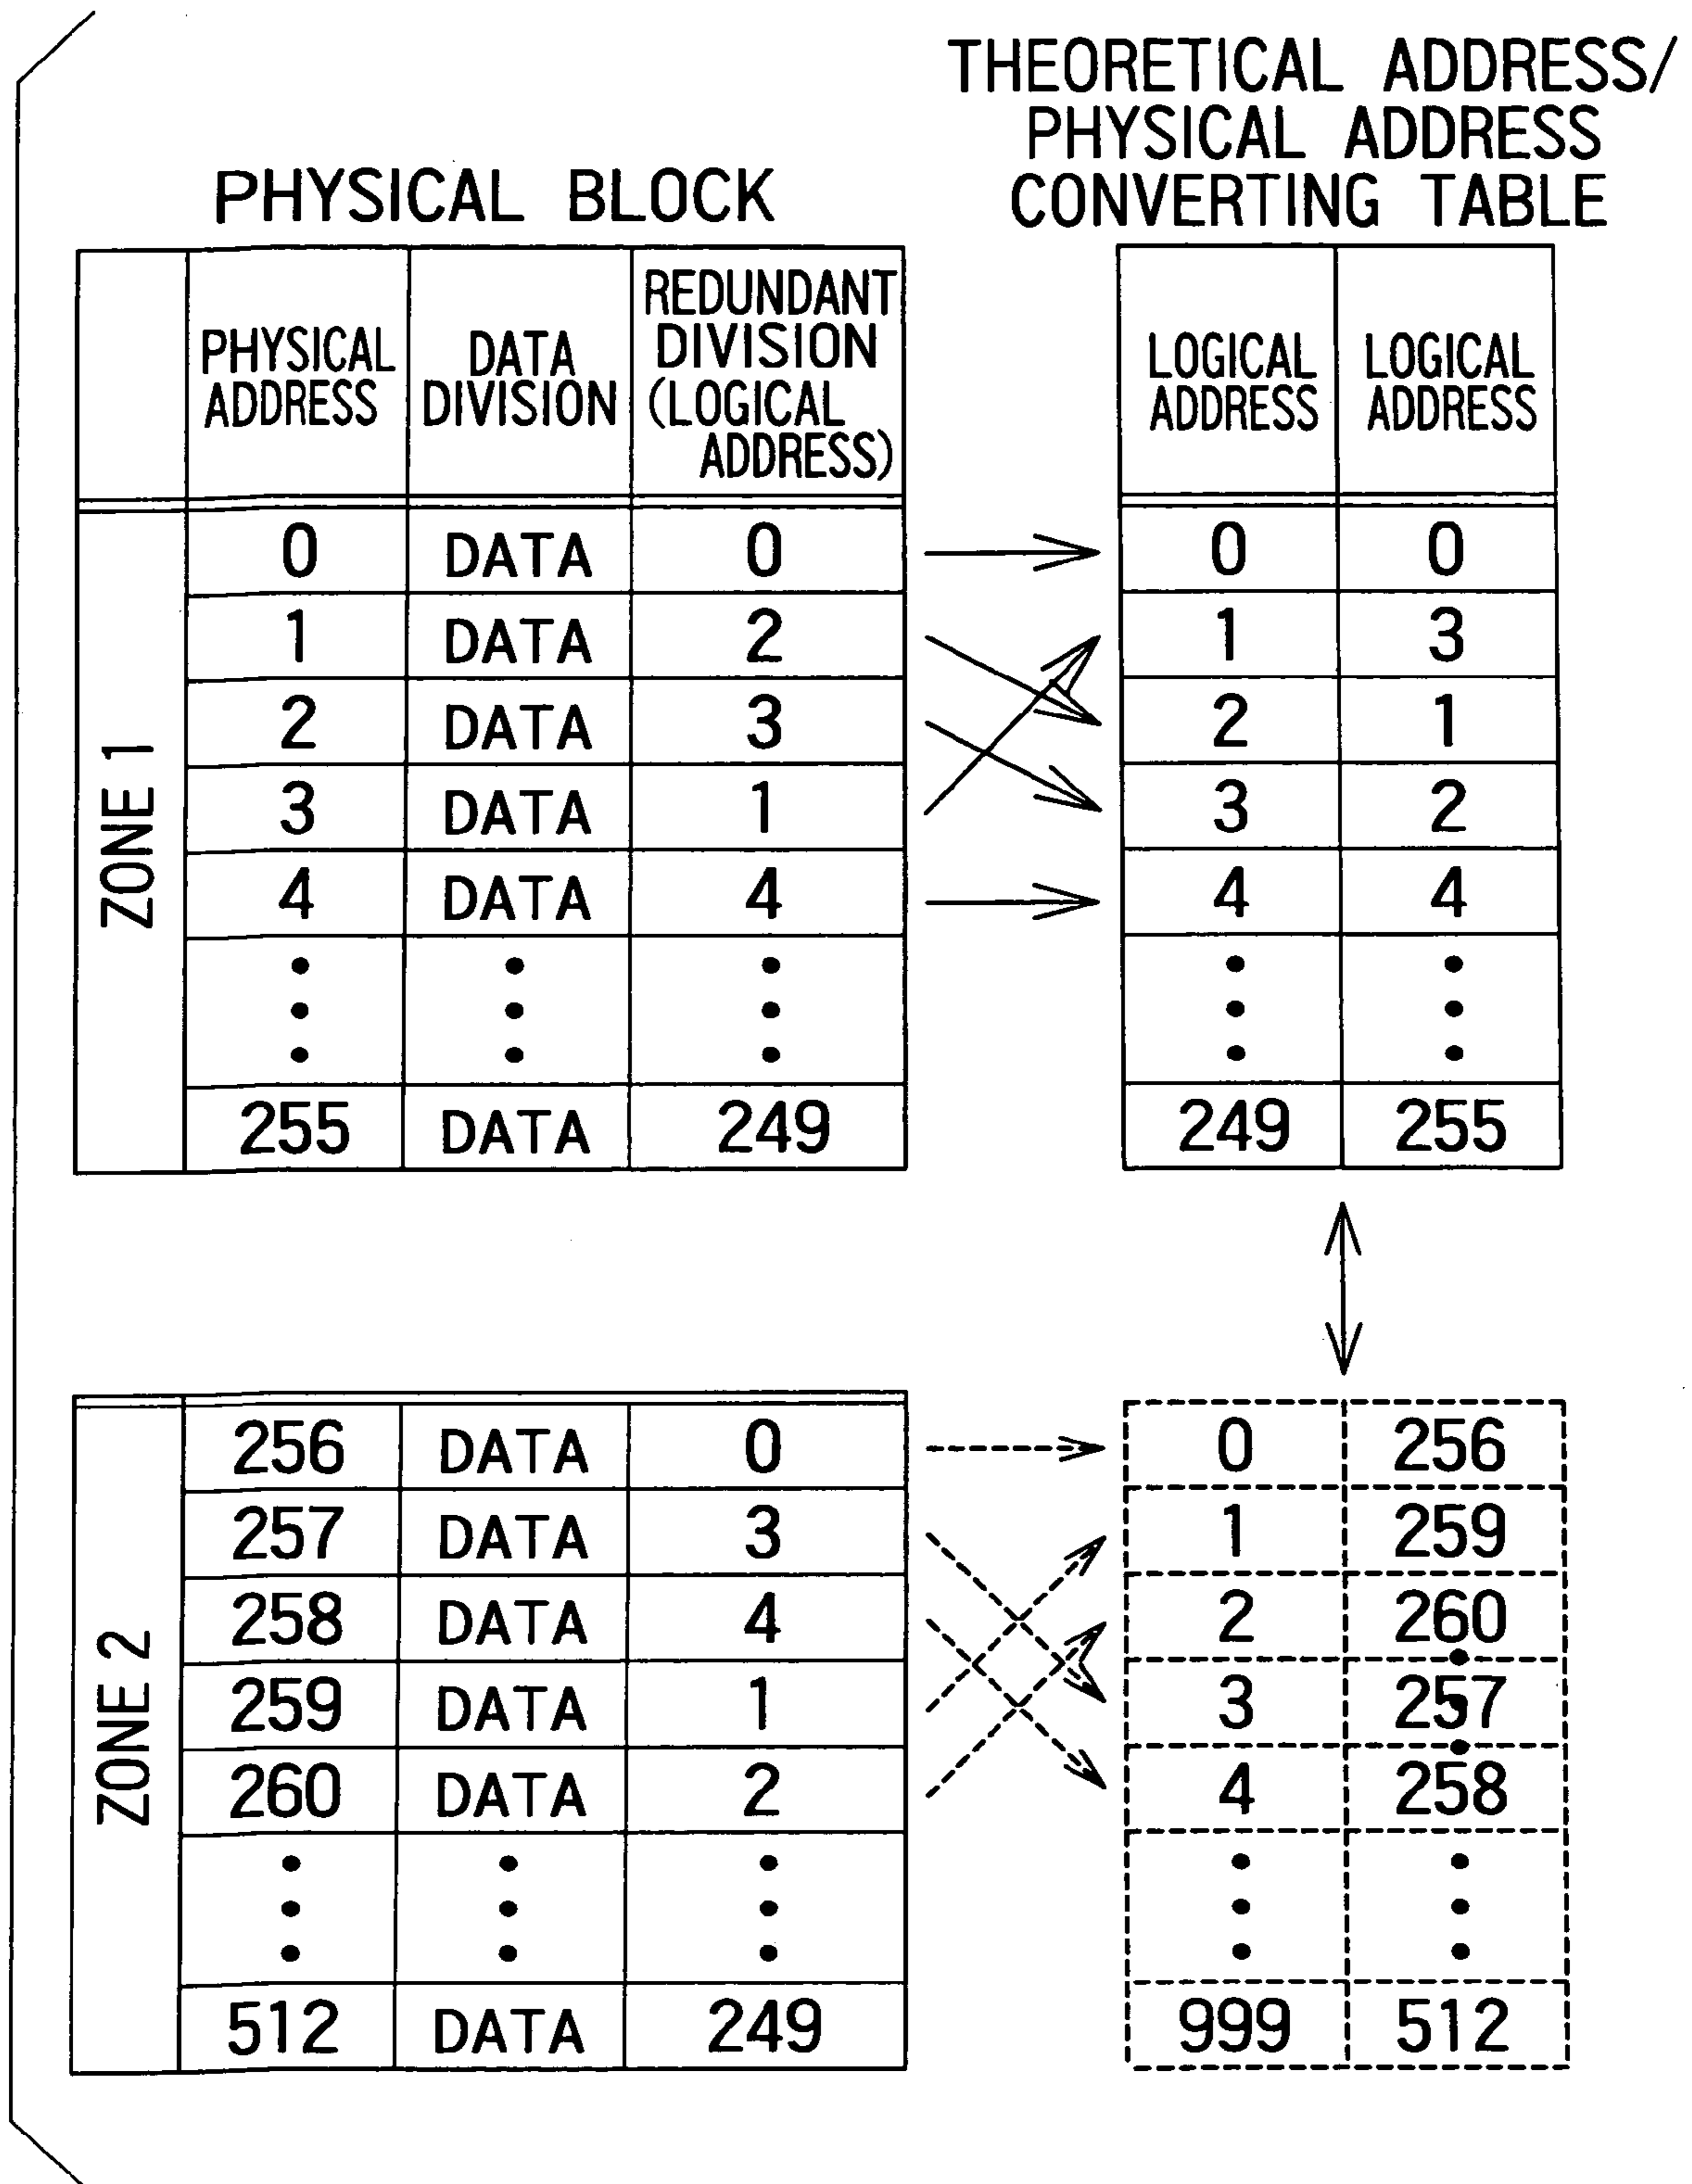 THEORETICAL ADDRESS/
PHYSICAL ADDRESS
CONVERTING TABLE
PHYSICAL BLOCK
PHYSICAL
ADDRESS
DATA
DIVISION
REDUNDANT
DIVISION
(LOGICAL
ADDRESS)
LOGICAL
ADDRESS
LOGICAL
ADDRESS
ZONE 1
0 DATA 0 0 0
1 DATA 2 1 3
2 DATA 3 2 1
3 DATA 1 3 2
4 DATA 4 4 4
255 DATA 249 249 255
ZONE 2
256 DATA 0 0 256
257 DATA 3 1 259
258 DATA 4 2 260
259 DATA 1 3 257
260 DATA 2 4 258
512 DATA 249 999 512